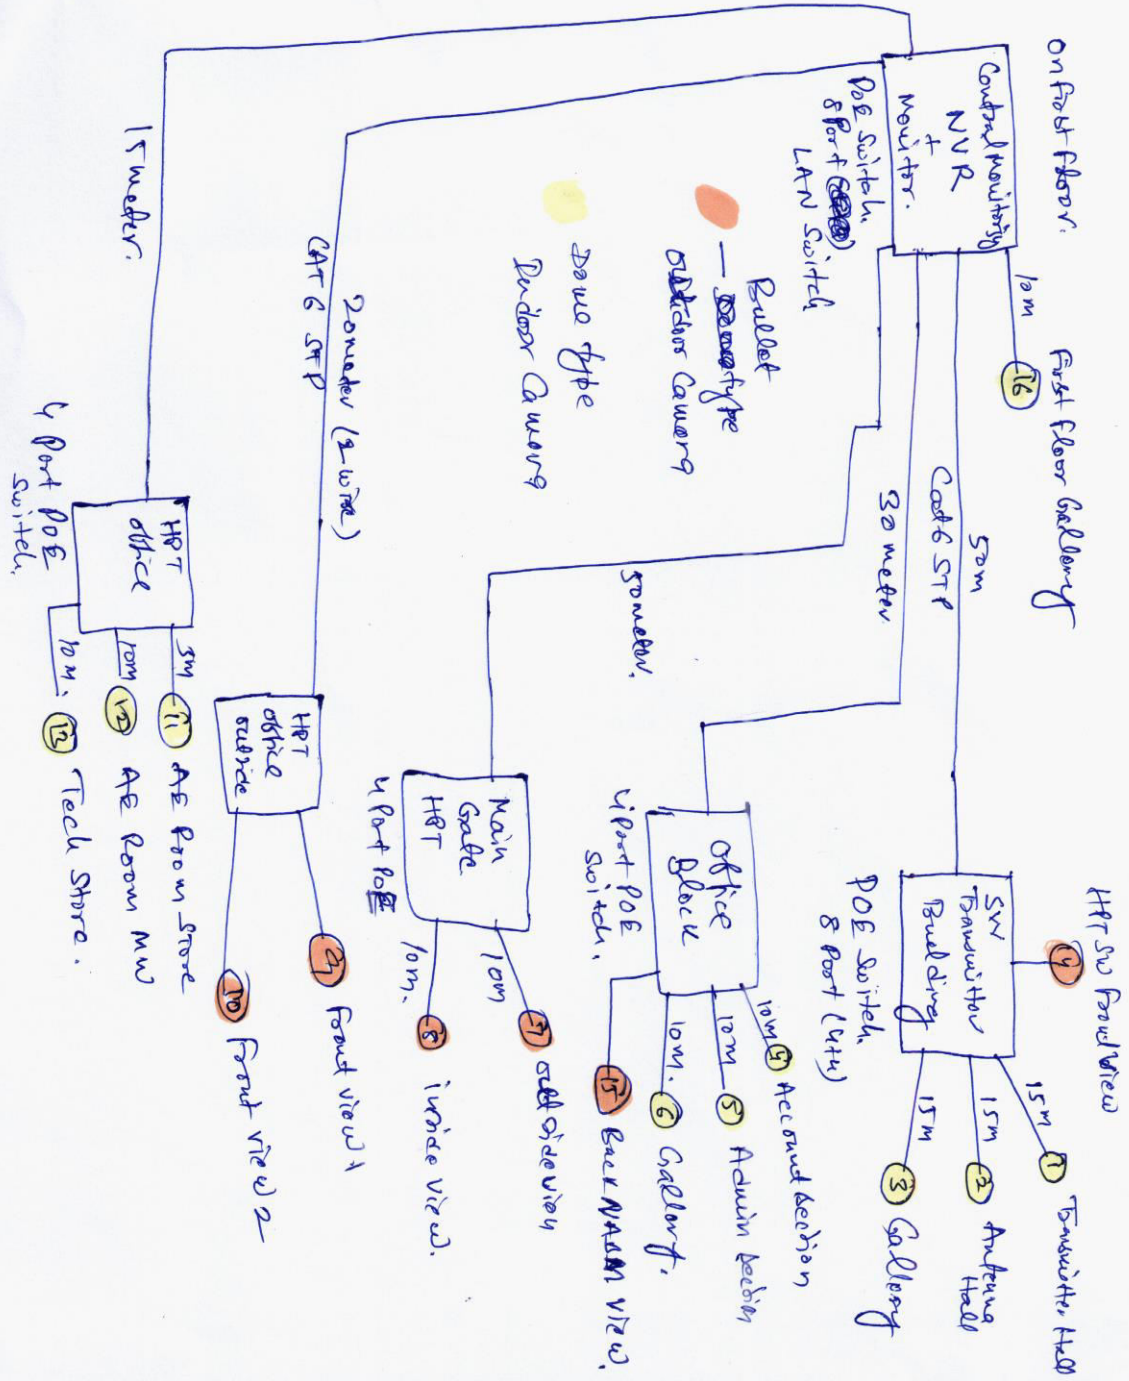 On first floor.
Central monitoring
NVR
+
Monitor.
POE Switch.
8 Port
LAN Switch
10m
16
First floor Gallery
Bullet
— type
outdoor Camera
Dome type
Indoor Camera
50m
Cat 6 STP
SW
Transmitter
Building
POE Switch.
8 Port (4+4)
14
HPT SW Front View
15m
1
Transmitter Hall
15m
2
Antenna
Hall
15m
3
Gallery
30 meter
Office
Block
4 Port POE
Switch.
10m
4
Account Section
10m
5
Admin Section
10m.
6
Gallery.
15
Back View.
50 meter.
Main
Gate
HPT
4 Port POE
10m
7
outside view
10m.
8
inside view.
20 meter (2 wire)
CAT 6 STP
HPT
office
outside
9
Front view 1
10
Front view 2
15 meter.
HPT
office
4 Port POE
Switch.
3m
11
AE Room Store
10m
12
AE Room MW
10m.
13
Tech Store.